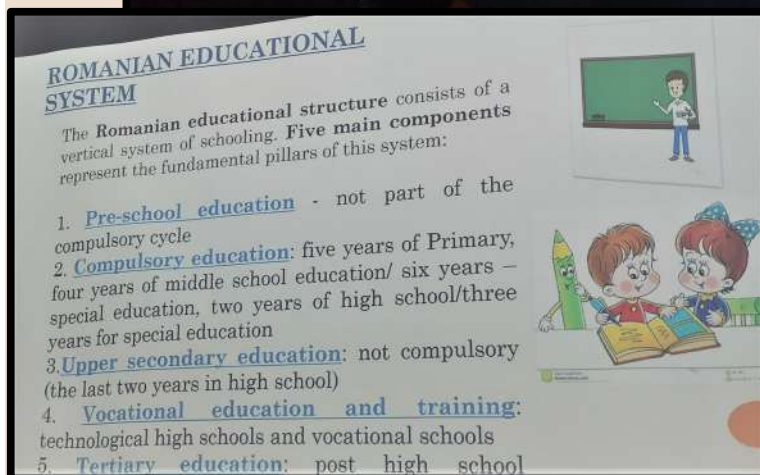 ROMANIAN EDUCATIONAL
SYSTEM
The Romanian educational structure consists of a
vertical system of schooling. Five main components
represent the fundamental pillars of this system:
1. Pre-school education - not part of the
compulsory cycle
2. Compulsory education: five years of Primary,
four years of middle school education/ six years –
special education, two years of high school/three
years for special education
3.Upper secondary education: not compulsory
(the last two years in high school)
4. Vocational education and training:
technological high schools and vocational schools
5. Tertiary education: post high school